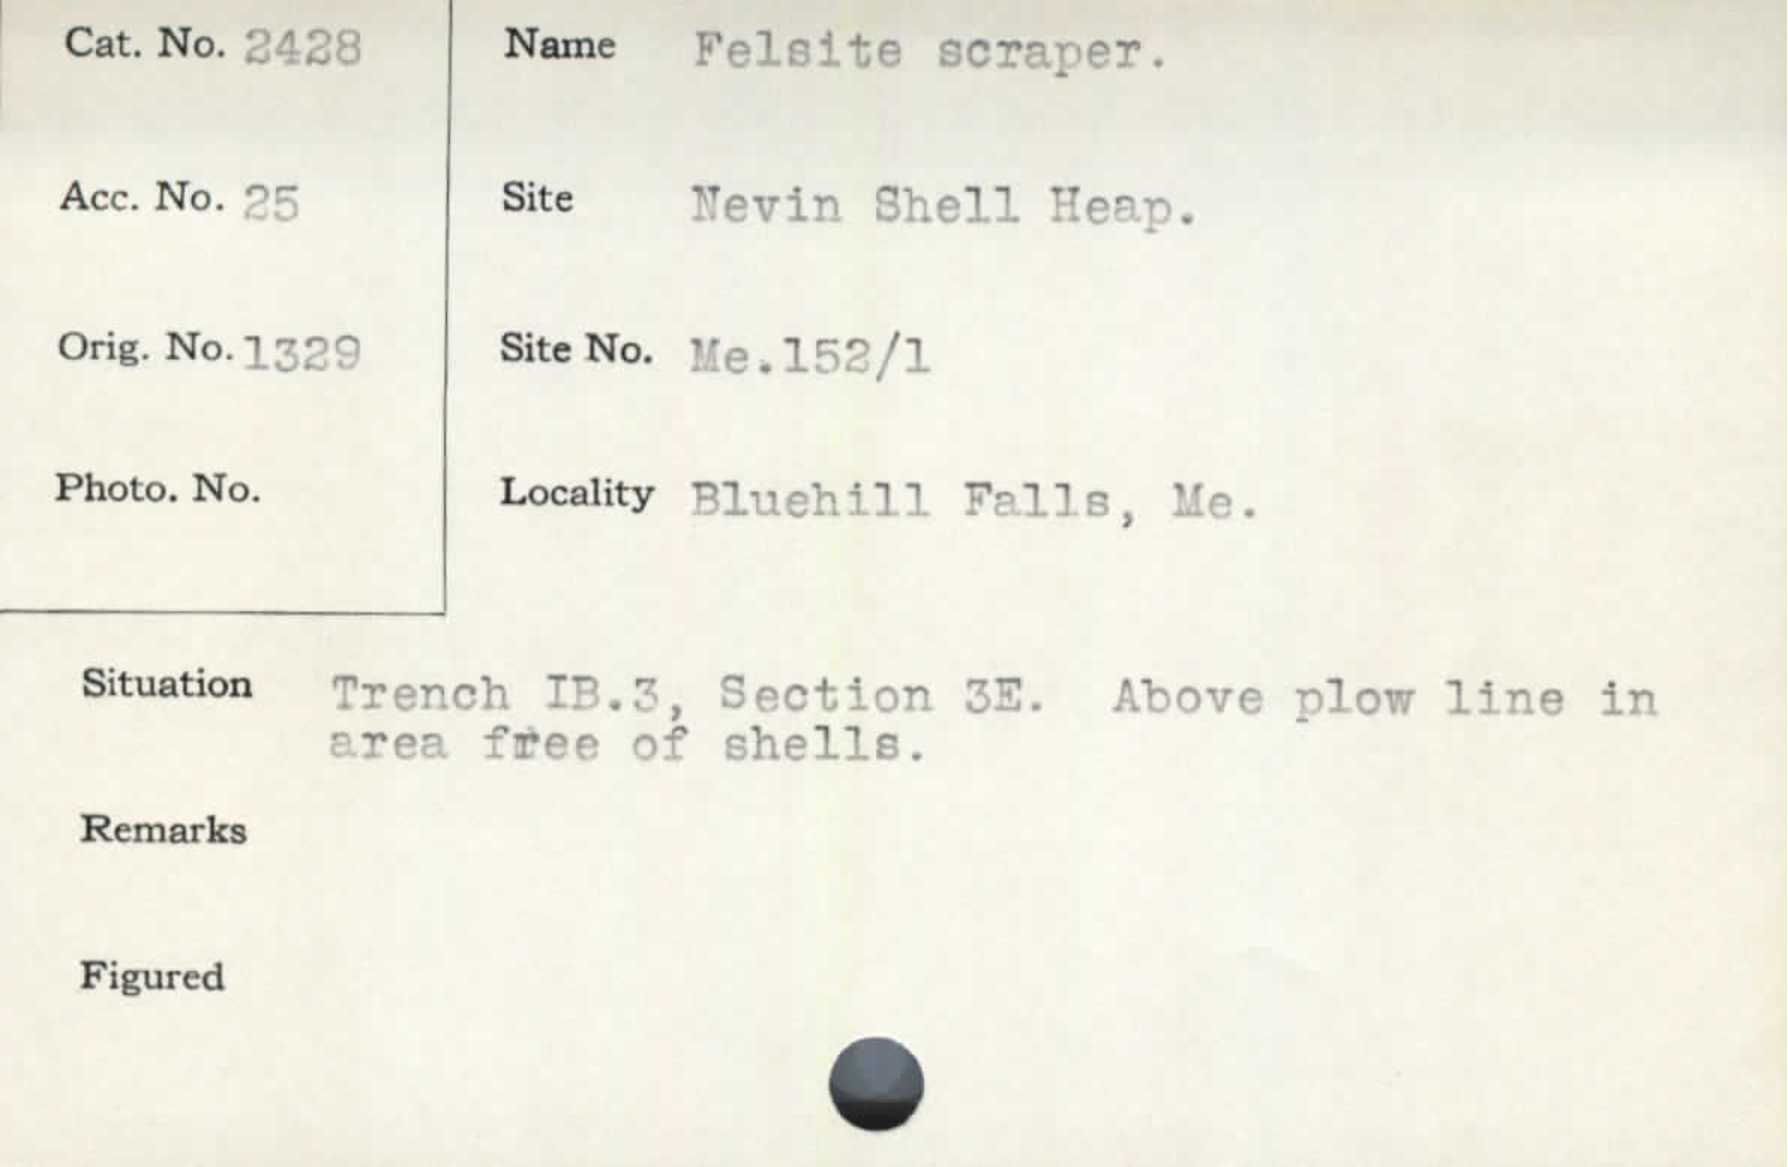 Cat. No. 2428
Name Felsite scraper.
Acc. No. 25
Site Nevin Shell Heap.
Orig. No. 1329
Site No. Me.152/1
Photo. No.
Locality Bluehill Falls, Me.
Situation Trench IB.3, Section 3E. Above plow line in
area free of shells.
Remarks
Figured